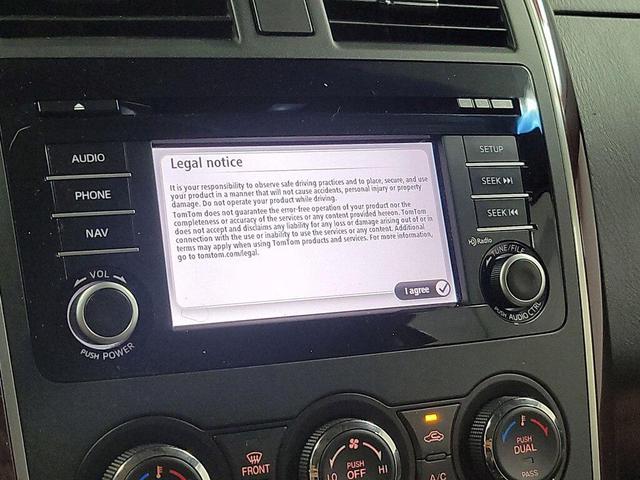 AUDIO
PHONE
NAV
VOL
PUSH POWER
Legal notice
It is your responsibility to observe safe driving practices and to place, secure, and use
your product in a manner that will not cause accidents, personal injury or property
damage. Do not operate your product while driving.
TomTom does not guarantee the error-free operation of your product nor the
completeness or accuracy of the services or any content provided hereon. TomTom
does not accept and disclaims any liability for any loss or damage arising out of or in
connection with the use or inability to use the services or any content. Additional
terms may apply when using TomTom products and services. For more information,
go to tomtom.com/legal.
I agree
SETUP
SEEK
SEEK
HD Radio
TUNE/FILE
PUSH AUDIO CTRL
FRONT
LO PUSH OFF HI
A/C
PUSH
DUAL
PASS